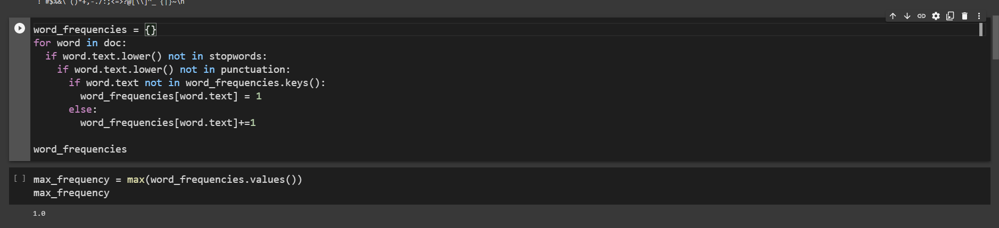 word_frequencies = {}
for word in doc:
  if word.text.lower() not in stopwords:
    if word.text.lower() not in punctuation:
      if word.text not in word_frequencies.keys():
        word_frequencies[word.text] = 1
      else:
        word_frequencies[word.text]+=1
word_frequencies
[ ] max_frequency = max(word_frequencies.values())
max_frequency
1.0